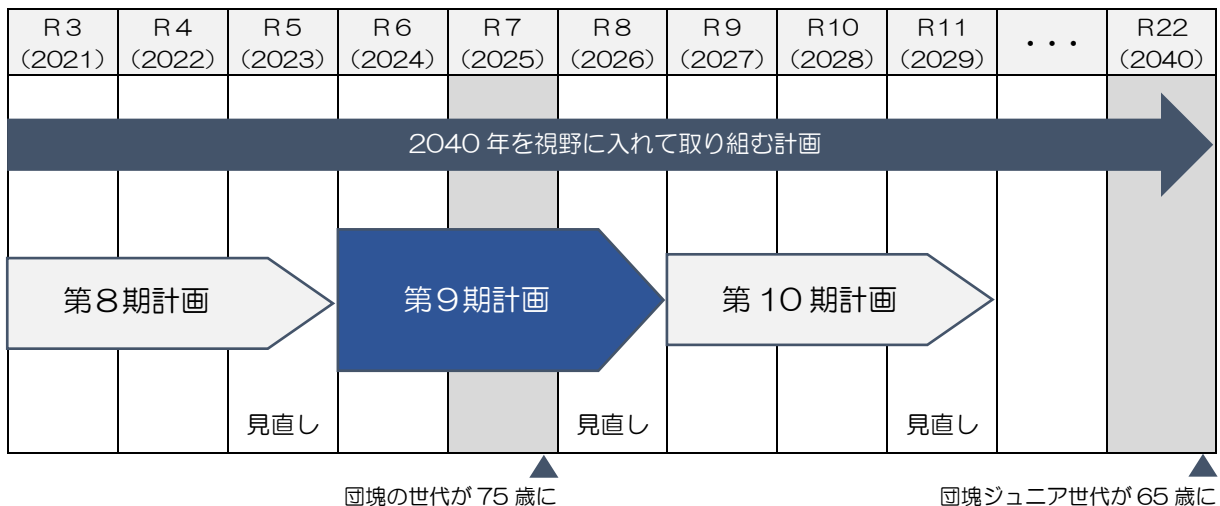 R3 R4 R5 R6 R7 R8 R9 R10 R11 ・・・ R22
(2021) (2022) (2023) (2024) (2025) (2026) (2027) (2028) (2029) (2040)
2040年を視野に入れて取り組む計画
第8期計画 第9期計画 第10期計画
見直し 見直し 見直し
団塊の世代が75歳に 団塊ジュニア世代が65歳に